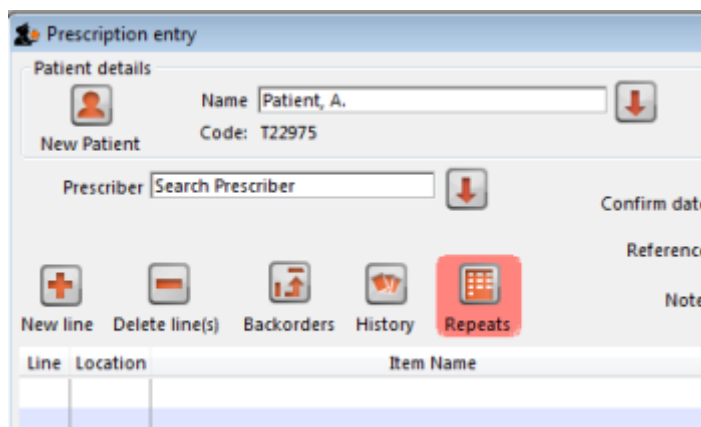 Prescription entry
Patient details
Name Patient, A.
New Patient
Code: T22975
Prescriber Search Prescriber
Confirm date
Reference
Note
New line Delete line(s) Backorders History Repeats
Line Location Item Name